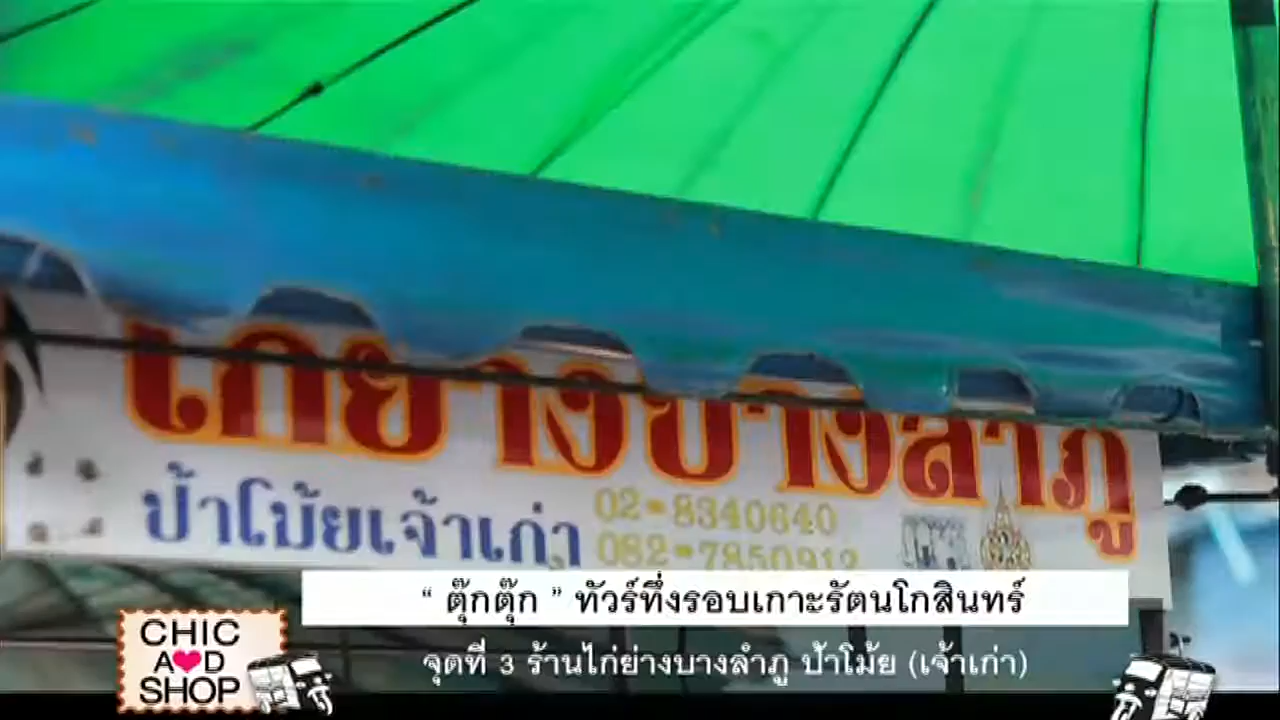 ไก่ย่างบางลำภู
ป้าโม้ยเจ้าเก่า
02-8340640
082-7850912
“ ตุ๊กตุ๊ก ” ทัวร์ทึ่งรอบเกาะรัตนโกสินทร์
จุดที่ 3 ร้านไก่ย่างบางลำภู ป้าโม้ย (เจ้าเก่า)
CHIC
A❤D
SHOP